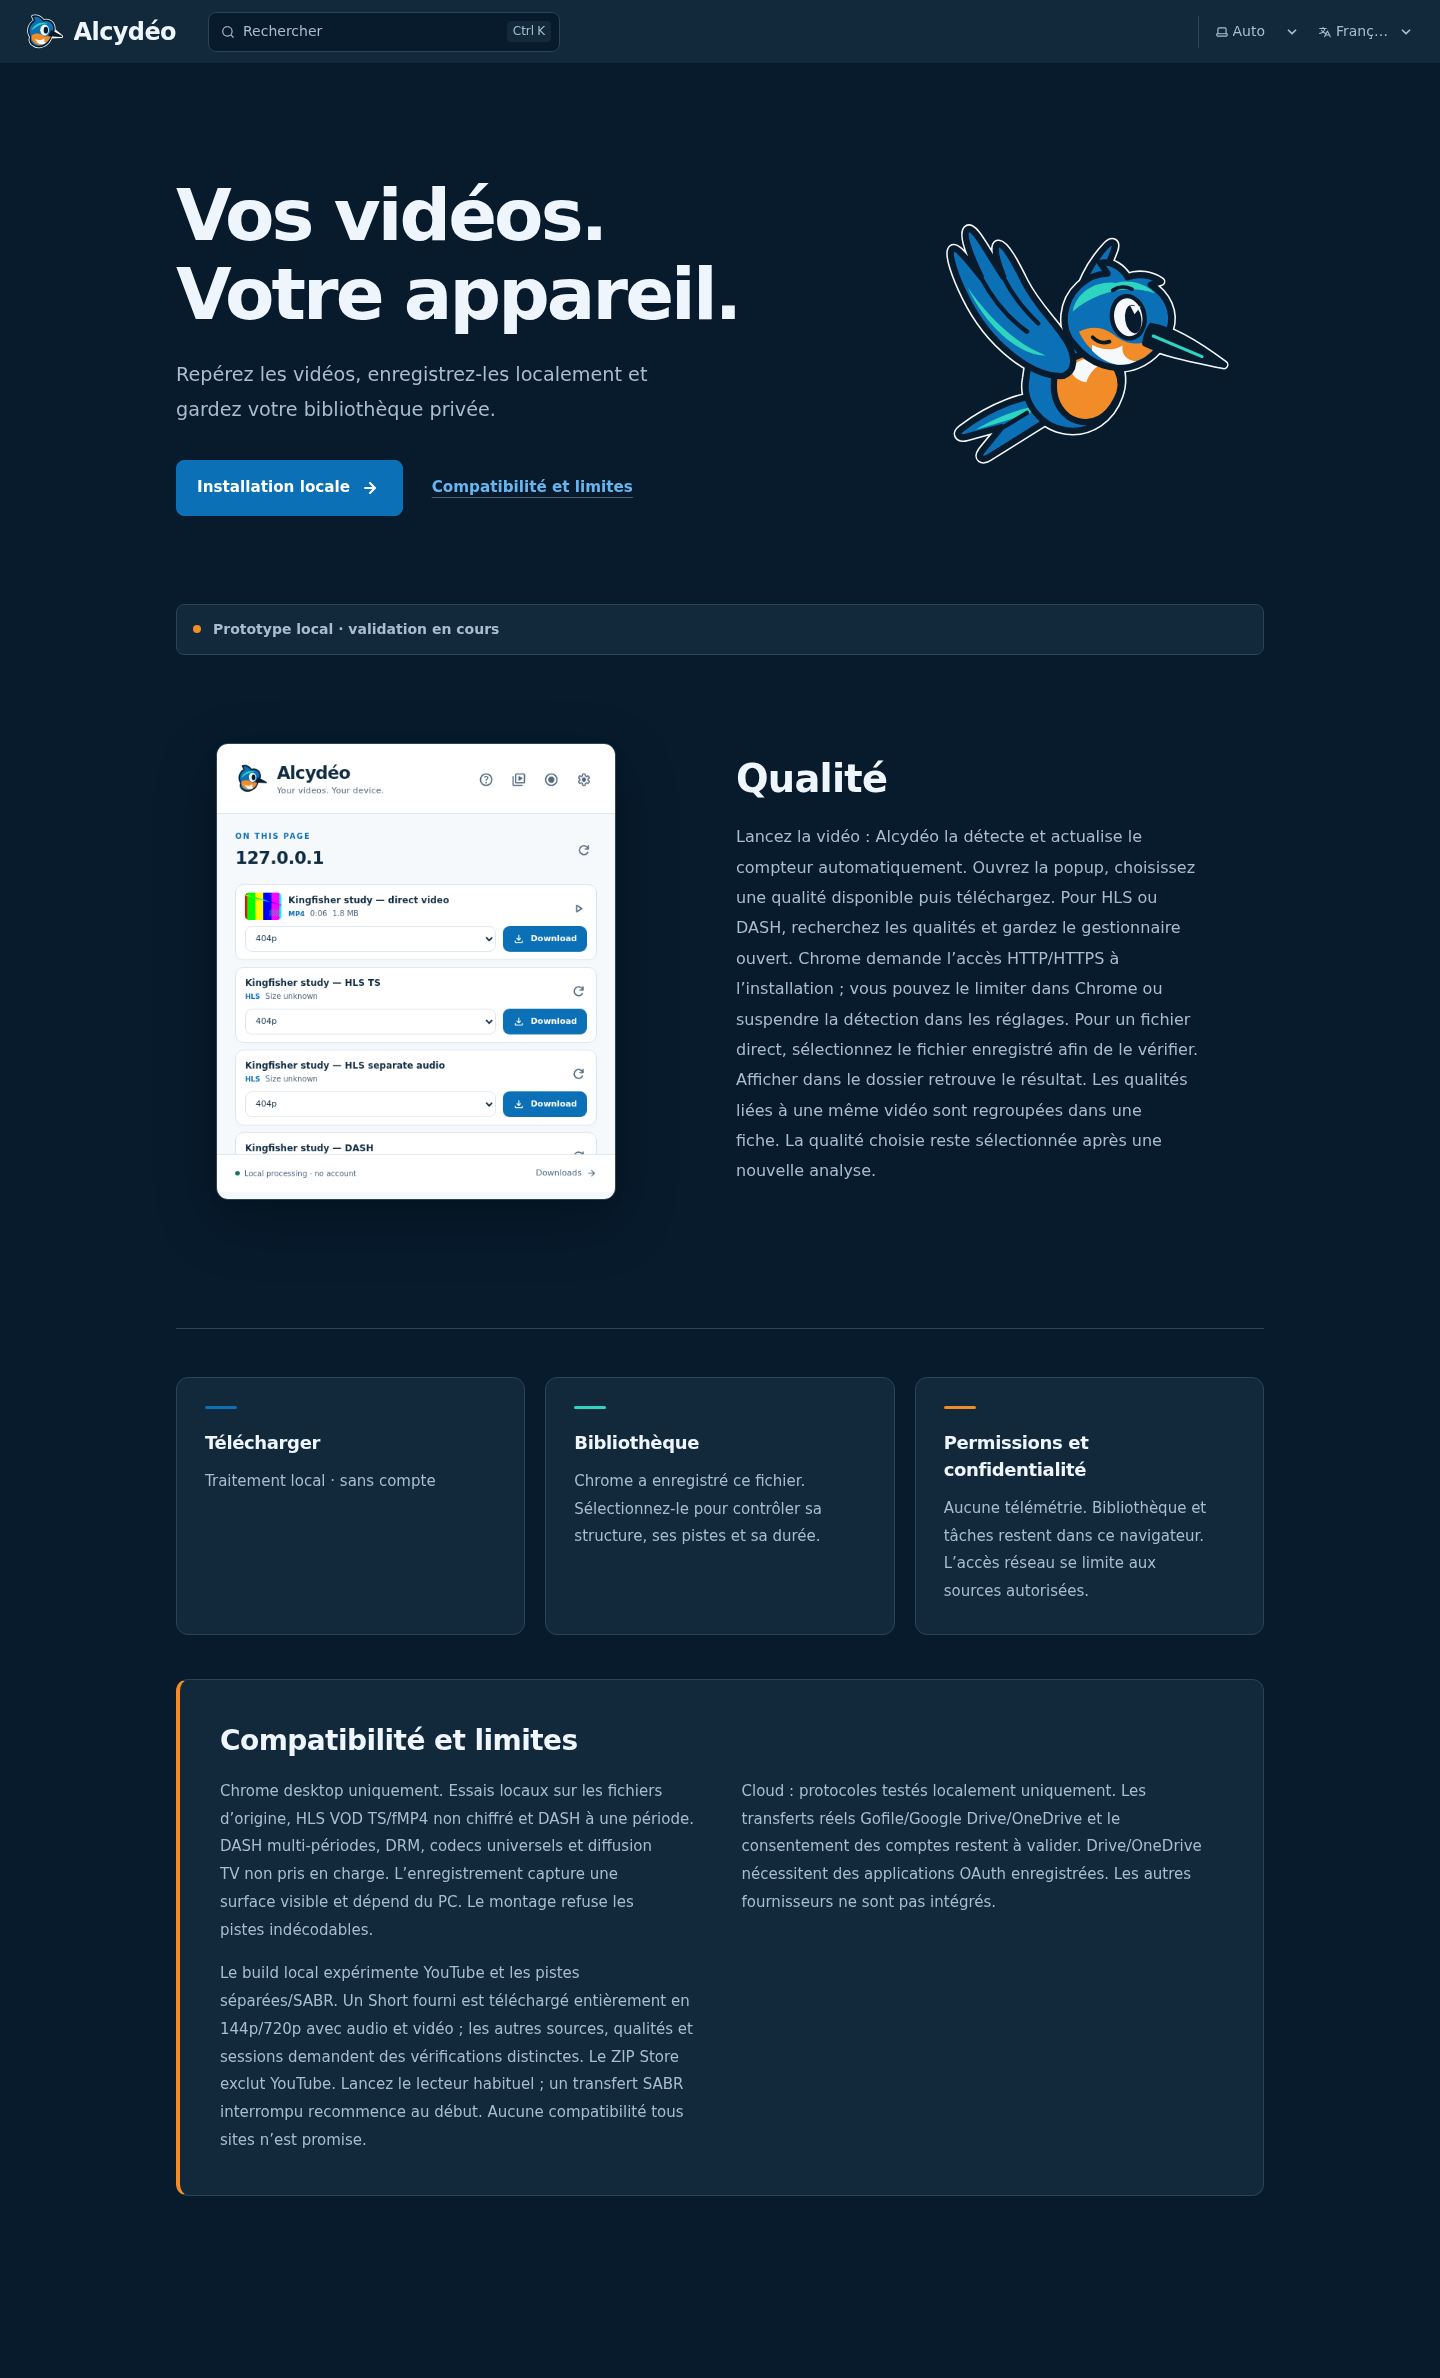 Alcydéo
Rechercher
Ctrl K
Auto
Franç…
Vos vidéos.
Votre appareil.
Repérez les vidéos, enregistrez-les localement et
gardez votre bibliothèque privée.
Installation locale
Compatibilité et limites
Prototype local · validation en cours
Alcydéo
Your videos. Your device.
ON THIS PAGE
127.0.0.1
Kingfisher study — direct video
MP4 0:06 1.8 MB
404p
Download
Kingfisher study — HLS TS
HLS Size unknown
404p
Download
Kingfisher study — HLS separate audio
HLS Size unknown
404p
Download
Kingfisher study — DASH
Local processing · no account
Downloads
Qualité
Lancez la vidéo : Alcydéo la détecte et actualise le
compteur automatiquement. Ouvrez la popup, choisissez
une qualité disponible puis téléchargez. Pour HLS ou
DASH, recherchez les qualités et gardez le gestionnaire
ouvert. Chrome demande l’accès HTTP/HTTPS à
l’installation ; vous pouvez le limiter dans Chrome ou
suspendre la détection dans les réglages. Pour un fichier
direct, sélectionnez le fichier enregistré afin de le vérifier.
Afficher dans le dossier retrouve le résultat. Les qualités
liées à une même vidéo sont regroupées dans une
fiche. La qualité choisie reste sélectionnée après une
nouvelle analyse.
Télécharger
Traitement local · sans compte
Bibliothèque
Chrome a enregistré ce fichier.
Sélectionnez-le pour contrôler sa
structure, ses pistes et sa durée.
Permissions et
confidentialité
Aucune télémétrie. Bibliothèque et
tâches restent dans ce navigateur.
L’accès réseau se limite aux
sources autorisées.
Compatibilité et limites
Chrome desktop uniquement. Essais locaux sur les fichiers
d’origine, HLS VOD TS/fMP4 non chiffré et DASH à une période.
DASH multi-périodes, DRM, codecs universels et diffusion
TV non pris en charge. L’enregistrement capture une
surface visible et dépend du PC. Le montage refuse les
pistes indécodables.
Le build local expérimente YouTube et les pistes
séparées/SABR. Un Short fourni est téléchargé entièrement en
144p/720p avec audio et vidéo ; les autres sources, qualités et
sessions demandent des vérifications distinctes. Le ZIP Store
exclut YouTube. Lancez le lecteur habituel ; un transfert SABR
interrompu recommence au début. Aucune compatibilité tous
sites n’est promise.
Cloud : protocoles testés localement uniquement. Les
transferts réels Gofile/Google Drive/OneDrive et le
consentement des comptes restent à valider. Drive/OneDrive
nécessitent des applications OAuth enregistrées. Les autres
fournisseurs ne sont pas intégrés.